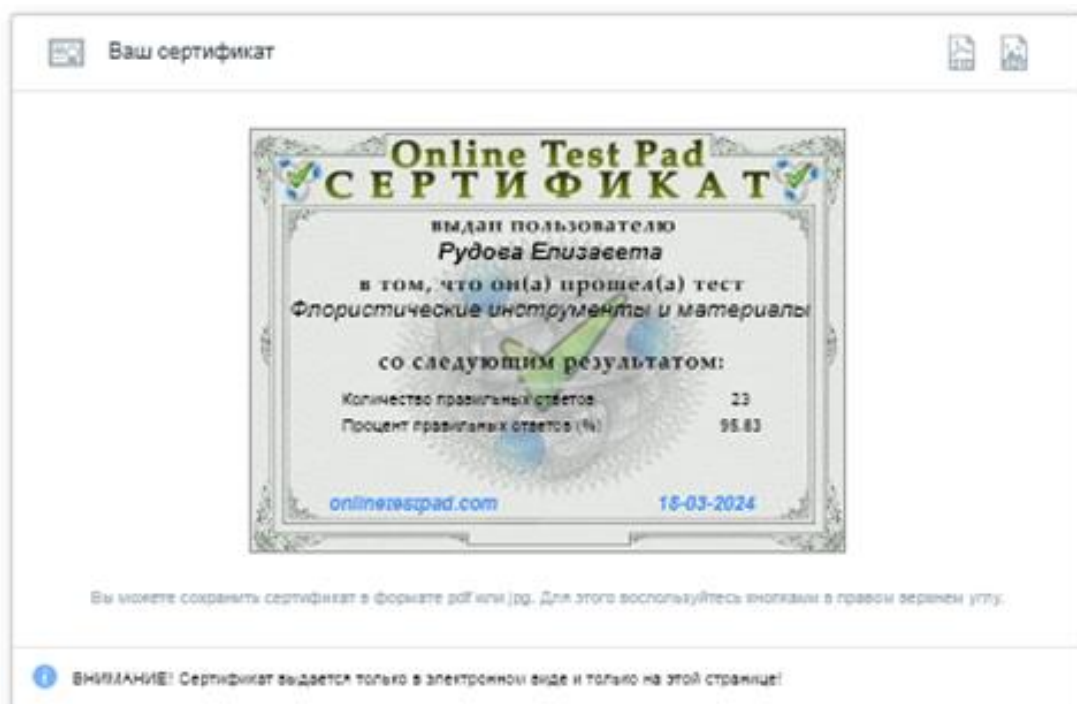 Ваш сертификат
Online Test Pad
СЕРТИФИКАТ
выдан пользователю
Рудова Елизавета
в том, что он(а) прошел(а) тест
Флористические инструменты и материалы
со следующим результатом:
Количество правильных ответов 23
Процент правильных ответов (%) 95.83
onlinetestpad.com 15-03-2024
Вы можете сохранить сертификат в формате pdf или jpg. Для этого воспользуйтесь кнопками в правом верхнем углу.
ВНИМАНИЕ! Сертификат выдается только в электронном виде и только на этой странице!